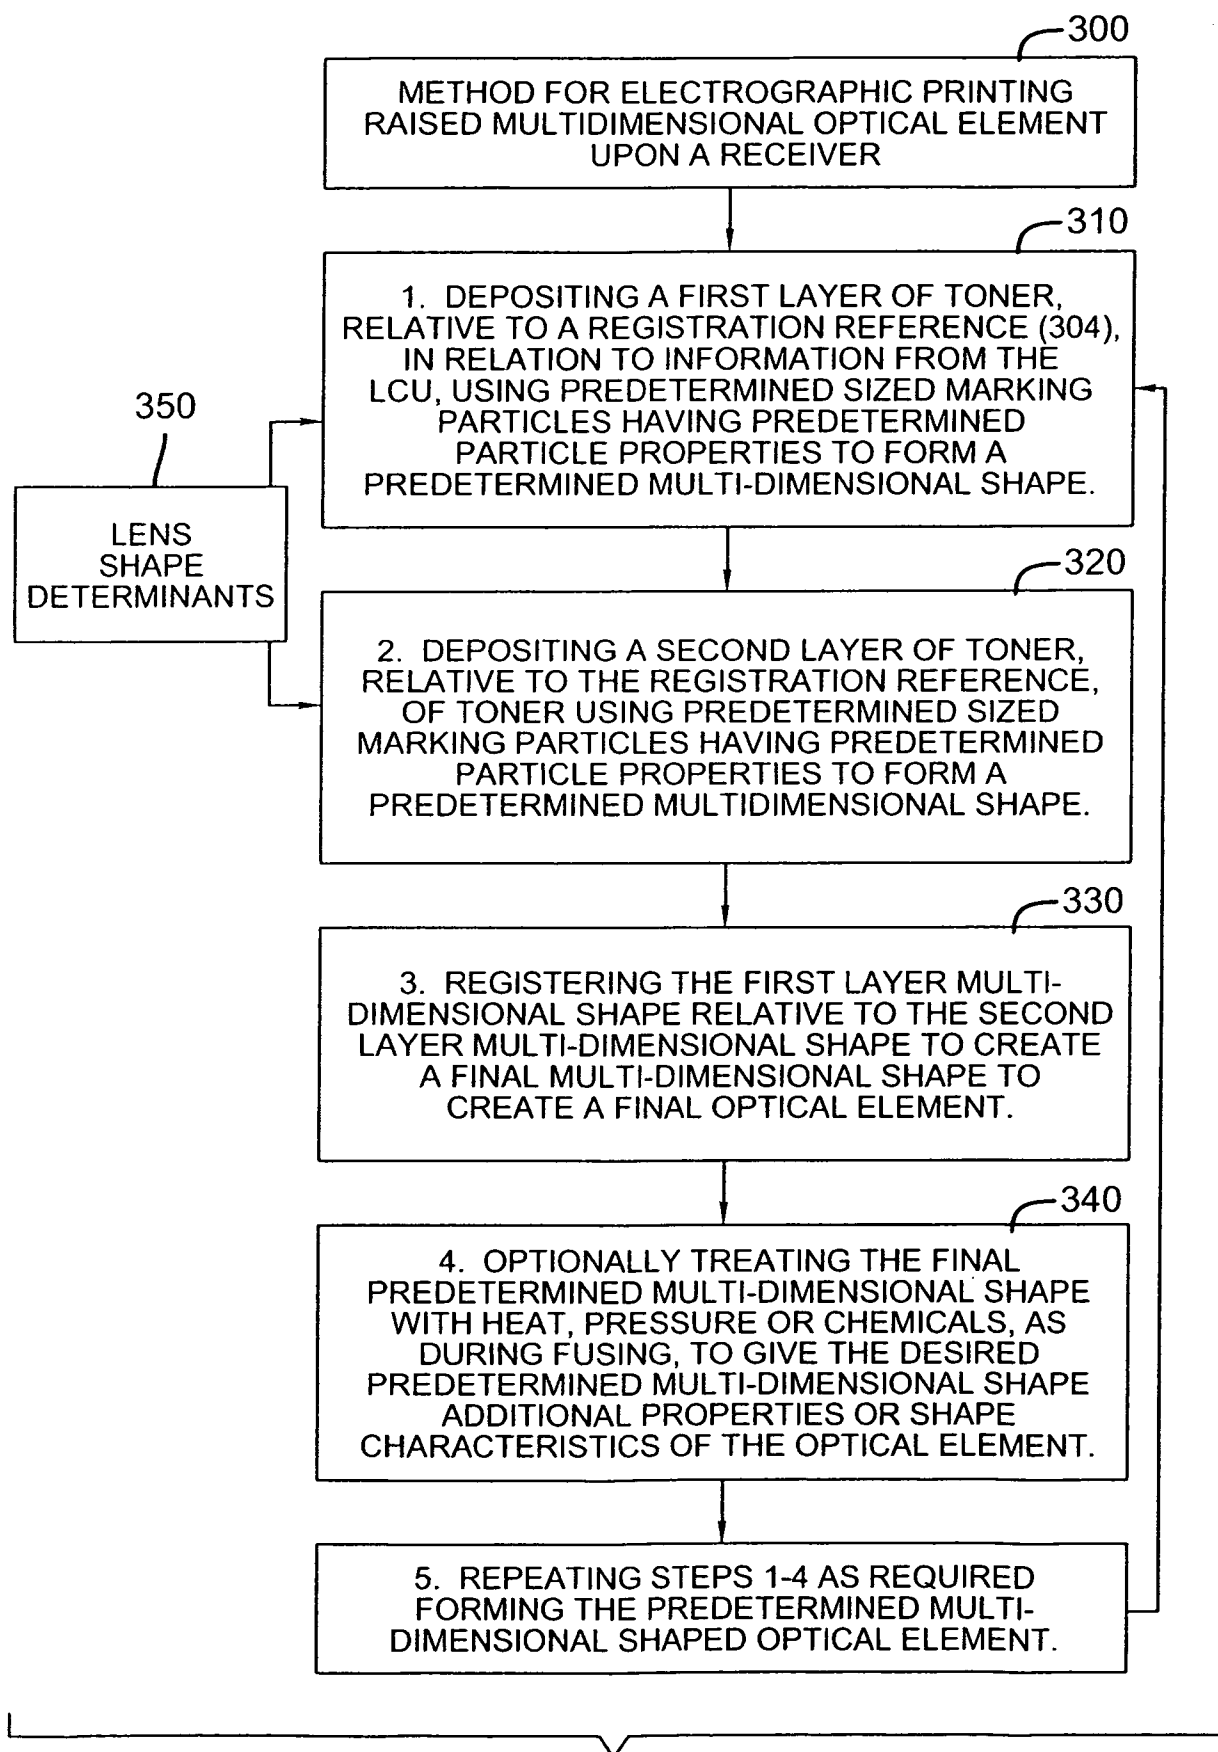 300
METHOD FOR ELECTROGRAPHIC PRINTING
RAISED MULTIDIMENSIONAL OPTICAL ELEMENT
UPON A RECEIVER
310
1. DEPOSITING A FIRST LAYER OF TONER,
RELATIVE TO A REGISTRATION REFERENCE (304),
IN RELATION TO INFORMATION FROM THE
LCU, USING PREDETERMINED SIZED MARKING
PARTICLES HAVING PREDETERMINED
PARTICLE PROPERTIES TO FORM A
PREDETERMINED MULTI-DIMENSIONAL SHAPE.
350
LENS
SHAPE
DETERMINANTS
320
2. DEPOSITING A SECOND LAYER OF TONER,
RELATIVE TO THE REGISTRATION REFERENCE,
OF TONER USING PREDETERMINED SIZED
MARKING PARTICLES HAVING PREDETERMINED
PARTICLE PROPERTIES TO FORM A
PREDETERMINED MULTIDIMENSIONAL SHAPE.
330
3. REGISTERING THE FIRST LAYER MULTI-
DIMENSIONAL SHAPE RELATIVE TO THE SECOND
LAYER MULTI-DIMENSIONAL SHAPE TO CREATE
A FINAL MULTI-DIMENSIONAL SHAPE TO
CREATE A FINAL OPTICAL ELEMENT.
340
4. OPTIONALLY TREATING THE FINAL
PREDETERMINED MULTI-DIMENSIONAL SHAPE
WITH HEAT, PRESSURE OR CHEMICALS, AS
DURING FUSING, TO GIVE THE DESIRED
PREDETERMINED MULTI-DIMENSIONAL SHAPE
ADDITIONAL PROPERTIES OR SHAPE
CHARACTERISTICS OF THE OPTICAL ELEMENT.
5. REPEATING STEPS 1-4 AS REQUIRED
FORMING THE PREDETERMINED MULTI-
DIMENSIONAL SHAPED OPTICAL ELEMENT.